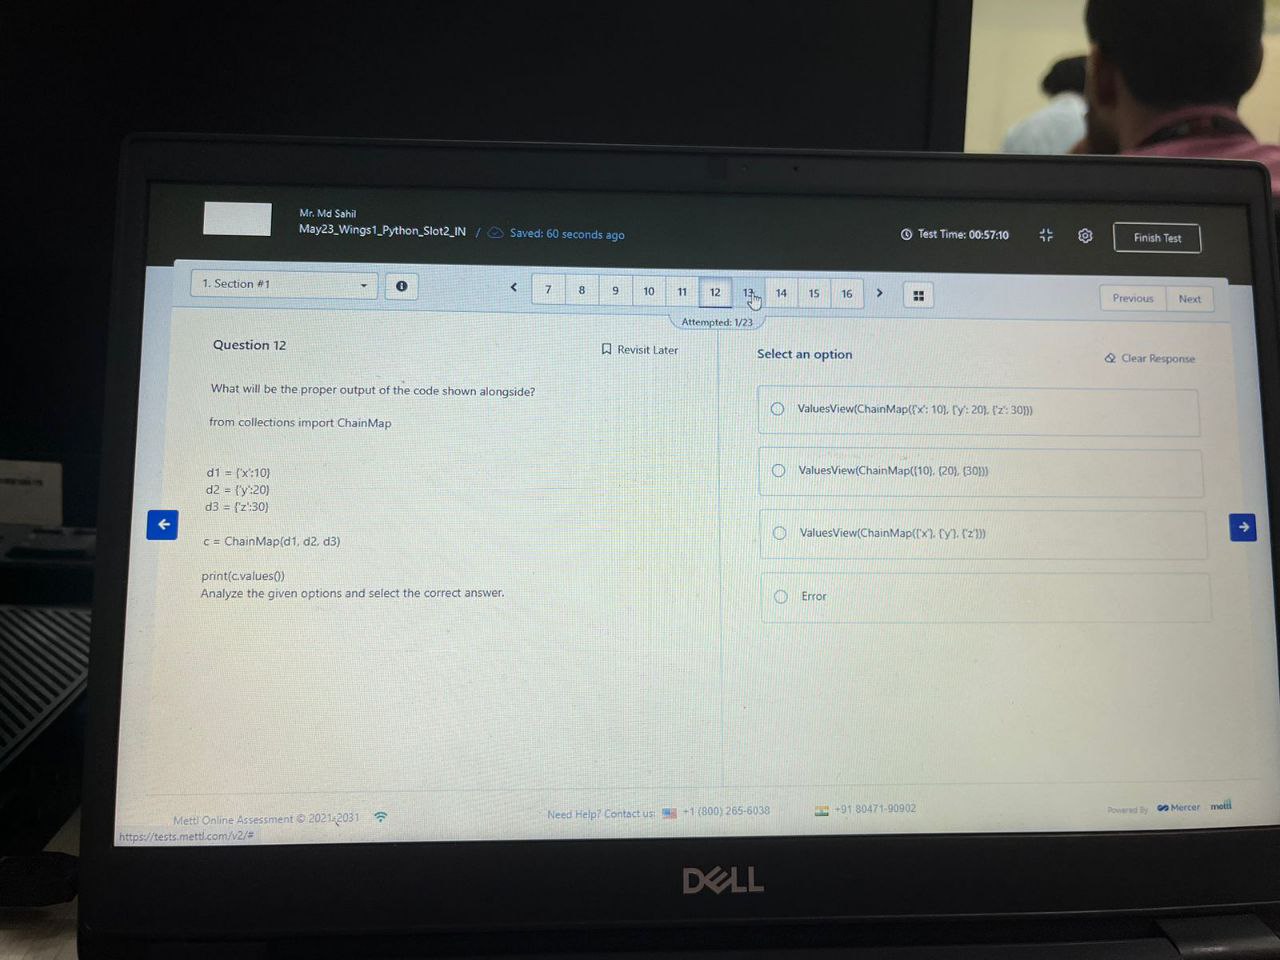 Mr. Md Sahil
May23_Wings1_Python_Slot2_IN / Saved: 60 seconds ago
Test Time: 00:57:10
Finish Test
1. Section #1
7 8 9 10 11 12 13 14 15 16
Previous Next
Attempted: 1/23
Question 12
Revisit Later
What will be the proper output of the code shown alongside?
from collections import ChainMap
d1 = {'x':10}
d2 = {'y':20}
d3 = {'z':30}
c = ChainMap(d1, d2, d3)
print(c.values())
Analyze the given options and select the correct answer.
Select an option
Clear Response
ValuesView(ChainMap({'x': 10}, {'y': 20}, {'z': 30}))
ValuesView(ChainMap({10}, {20}, {30}))
ValuesView(ChainMap({'x'}, {'y'}, {'z'}))
Error
Mettl Online Assessment © 2021-2031
Need Help? Contact us: +1 (800) 265-6038
+91 80471-90902
Powered By Mercer mettl
https://tests.mettl.com/v2/#
DELL